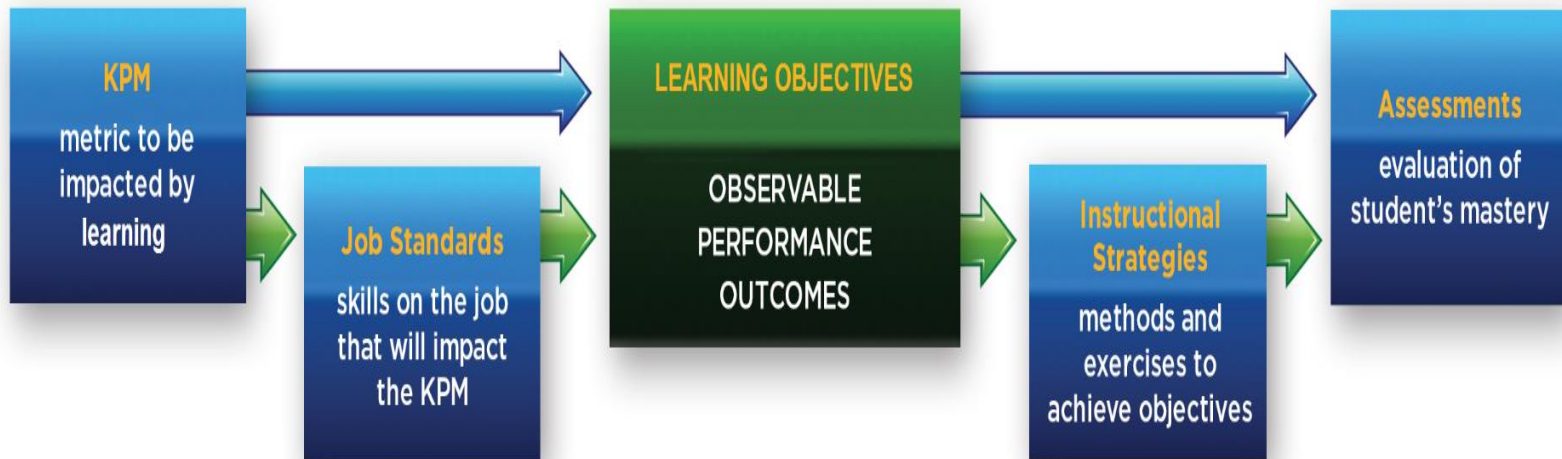 KPM
metric to be
impacted by
learning
Job Standards
skills on the job
that will impact
the KPM
LEARNING OBJECTIVES
OBSERVABLE
PERFORMANCE
OUTCOMES
Instructional
Strategies
methods and
exercises to
achieve objectives
Assessments
evaluation of
student’s mastery